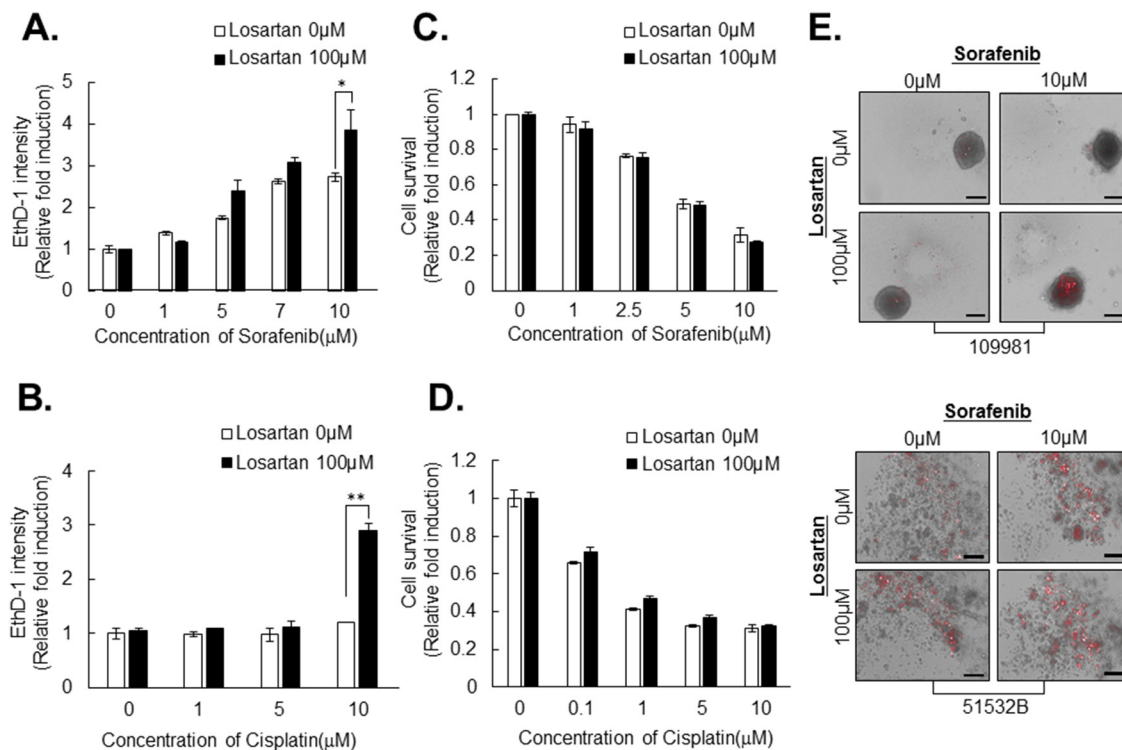 A.
Losartan 0µM
Losartan 100µM
EthD-1 intensity
(Relative fold induction)
5
4
3
2
1
0
*
0 1 5 7 10
Concentration of Sorafenib(µM)
C.
Losartan 0µM
Losartan 100µM
Cell survival
(Relative fold induction)
1.2
1
0.8
0.6
0.4
0.2
0
0 1 2.5 5 10
Concentration of Sorafenib(µM)
E.
Sorafenib
0µM 10µM
Losartan
0µM
100µM
109981
B.
Losartan 0µM
Losartan 100µM
EthD-1 intensity
(Relative fold induction)
4
3
2
1
0
**
0 1 5 10
Concentration of Cisplatin(µM)
D.
Losartan 0µM
Losartan 100µM
Cell survival
(Relative fold induction)
1.2
1
0.8
0.6
0.4
0.2
0
0 0.1 1 5 10
Concentration of Cisplatin(µM)
Sorafenib
0µM 10µM
Losartan
0µM
100µM
51532B